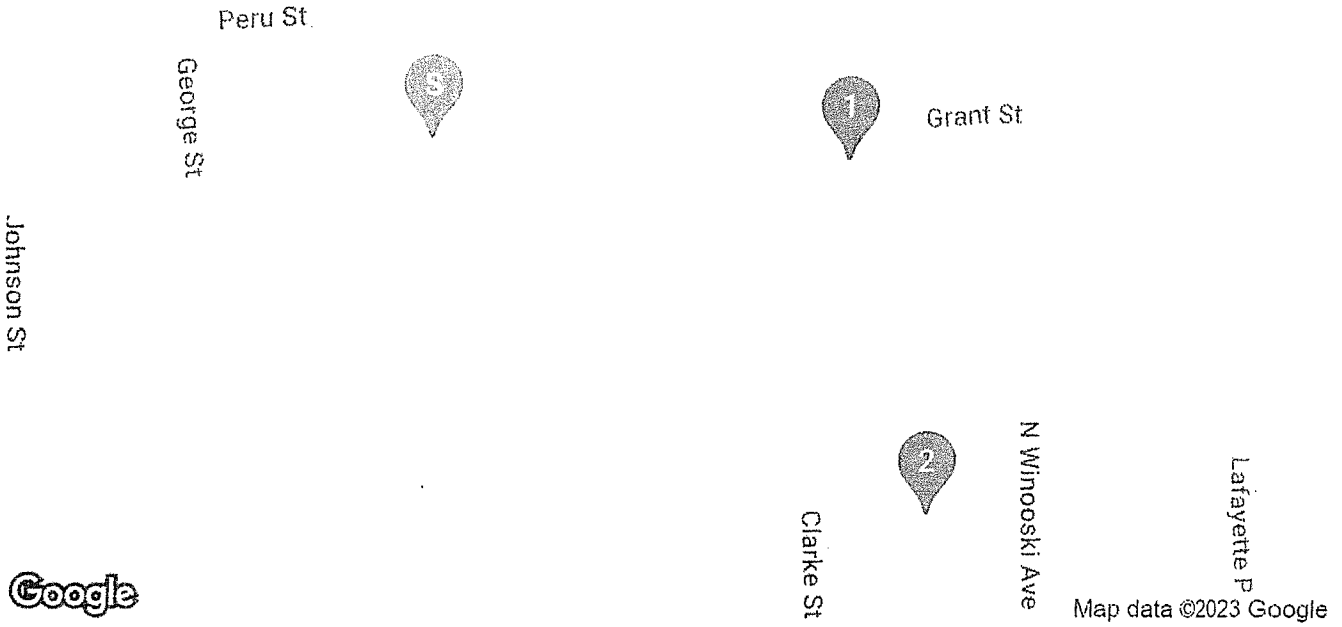 Peru St
George St
S
1
Grant St
Johnson St
2
N Winooski Ave
Lafayette P
Clarke St
Google
Map data ©2023 Google